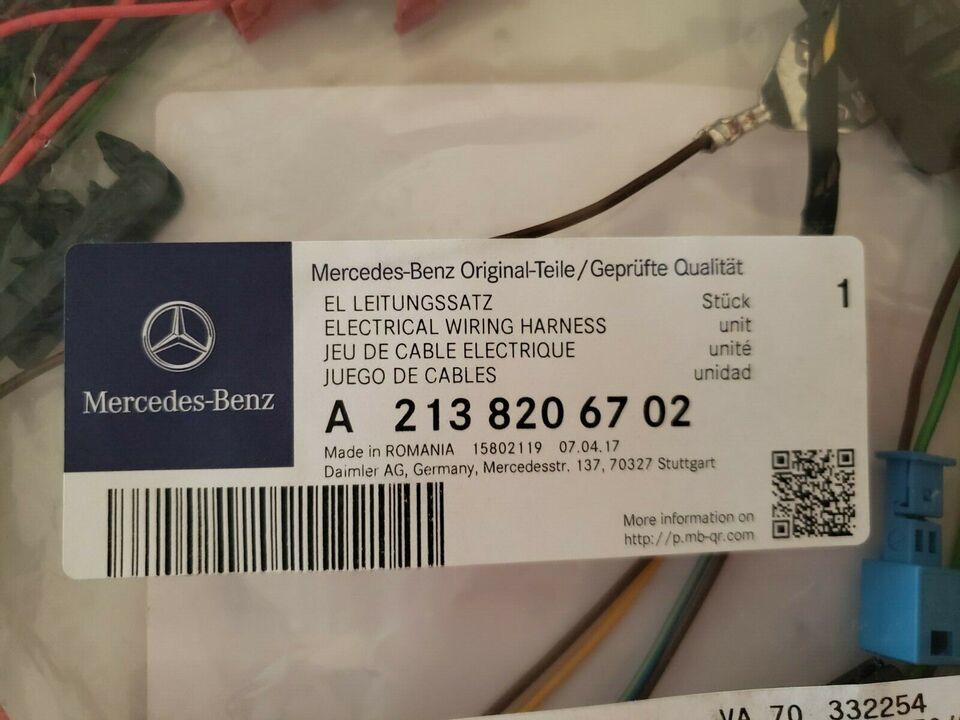 Mercedes-Benz Original-Teile/Geprüfte Qualität
EL LEITUNGSSATZ Stück 1
ELECTRICAL WIRING HARNESS unit
JEU DE CABLE ELECTRIQUE unité
JUEGO DE CABLES unidad
Mercedes-Benz
A 213 820 67 02
Made in ROMANIA 15802119 07.04.17
Daimler AG, Germany, Mercedesstr. 137, 70327 Stuttgart
More information on
http://p.mb-qr.com
VA 70 332254